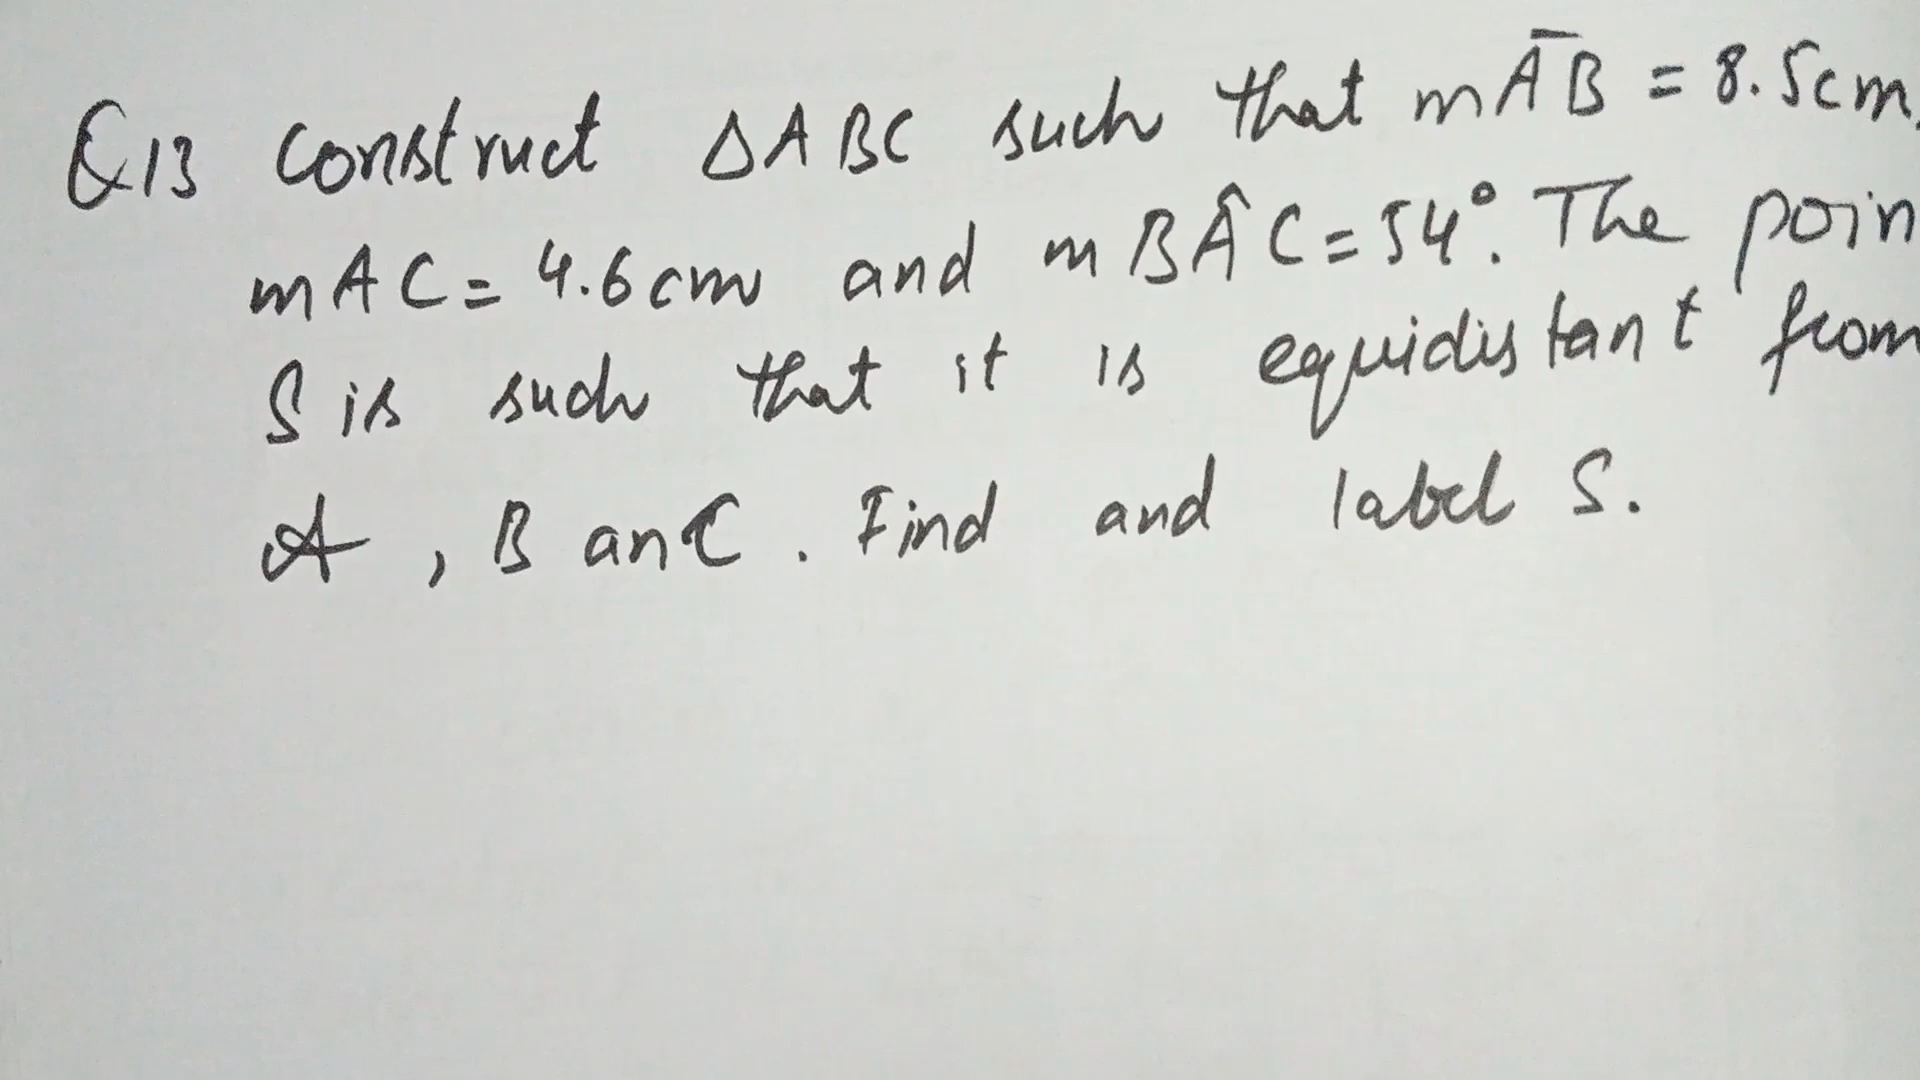 Q13 construct ΔABC such that mAB̅ = 8.5cm,
mAC = 4.6cm and mBÂC = 54°. The poin
S is such that it is equidistant from
A, B anC. Find and label S.